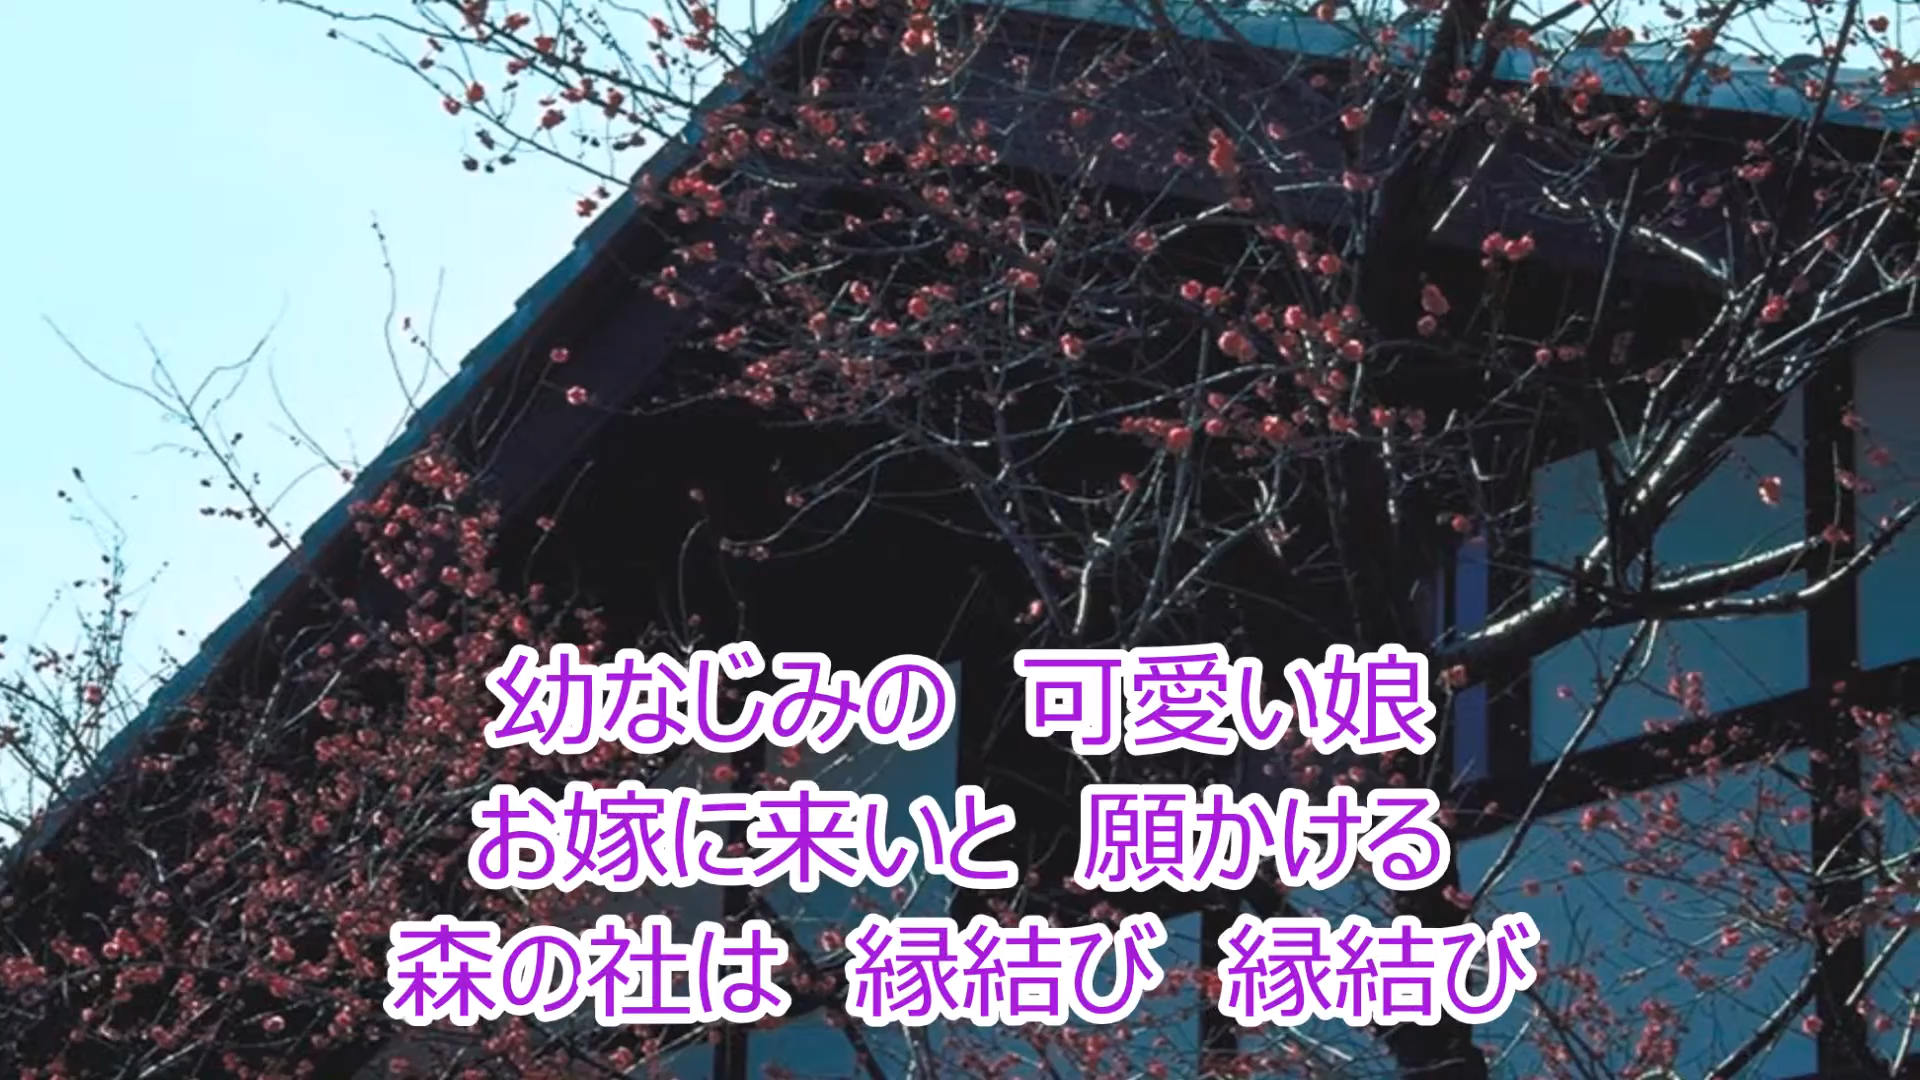 幼なじみの　可愛い娘
お嫁に来いと　願かける
森の社は　縁結び　縁結び